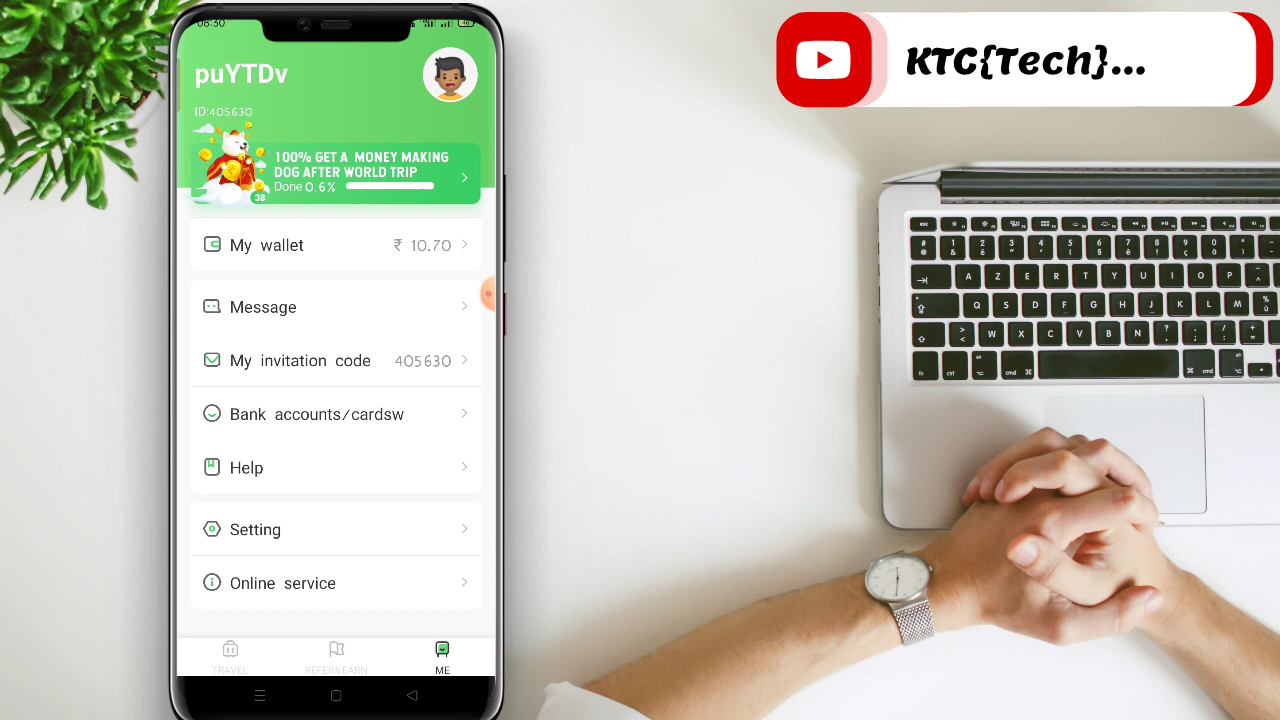 08:30
puYTDv
ID:405630
100% GET A MONEY MAKING
DOG AFTER WORLD TRIP
Done 0.6%
38
My wallet ₹ 10.70
Message
My invitation code 405630
Bank accounts/cardsw
Help
Setting
Online service
TRAVEL REFER&EARN ME
KTC{Tech}...